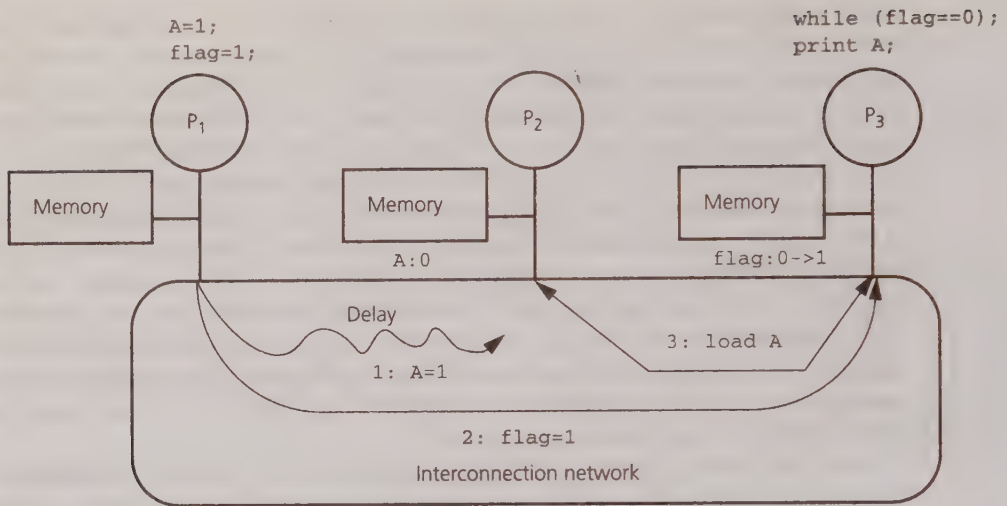 A=1;
flag=1;
while (flag==0);
print A;
P1
P2
P3
Memory
Memory
Memory
A:0
flag:0->1
Delay
1: A=1
3: load A
2: flag=1
Interconnection network